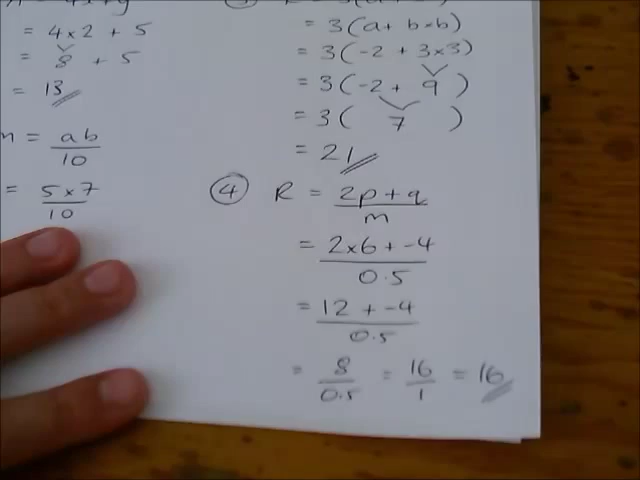 = 4x2 + 5
= 8 + 5
= 13
m = ab/10
= 5x7/10
= 3(a+ bxb)
= 3(-2 + 3x3)
= 3(-2 + 9)
= 3( 7 )
= 21
④ R = 2p+q/m
= 2x6 + -4/0.5
= 12 + -4/0.5
= 8/0.5 = 16/1 = 16